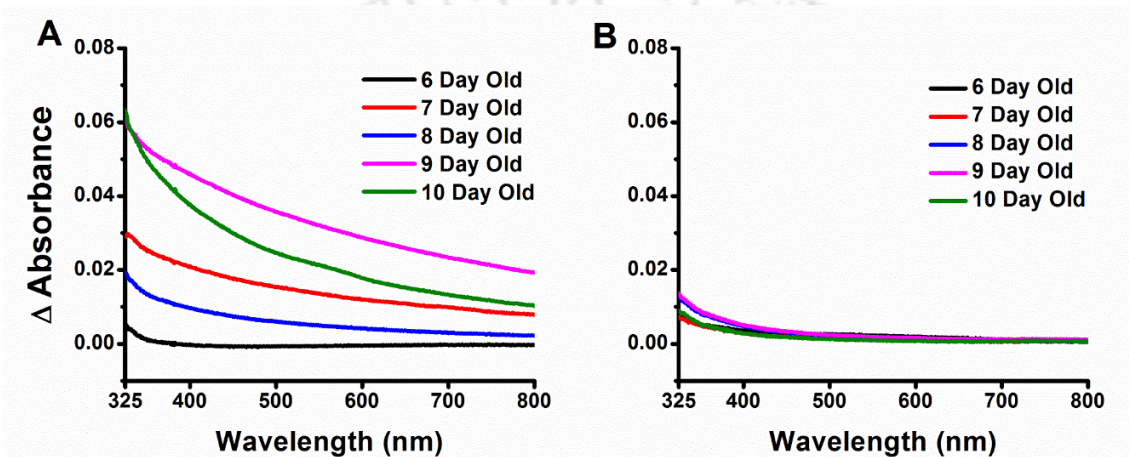 A
Δ Absorbance
0.08
0.06
0.04
0.02
0.00
6 Day Old
7 Day Old
8 Day Old
9 Day Old
10 Day Old
325 400 500 600 700 800
Wavelength (nm)
B
0.08
0.06
0.04
0.02
0.00
6 Day Old
7 Day Old
8 Day Old
9 Day Old
10 Day Old
325 400 500 600 700 800
Wavelength (nm)